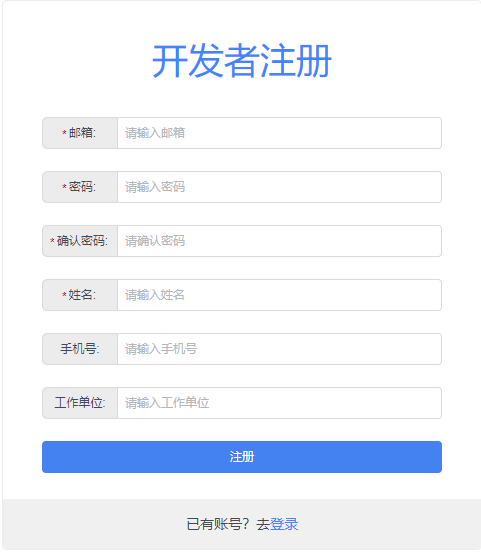 开发者注册
*邮箱: 请输入邮箱
*密码: 请输入密码
*确认密码: 请确认密码
*姓名: 请输入姓名
手机号: 请输入手机号
工作单位: 请输入工作单位
注册
已有账号？去登录